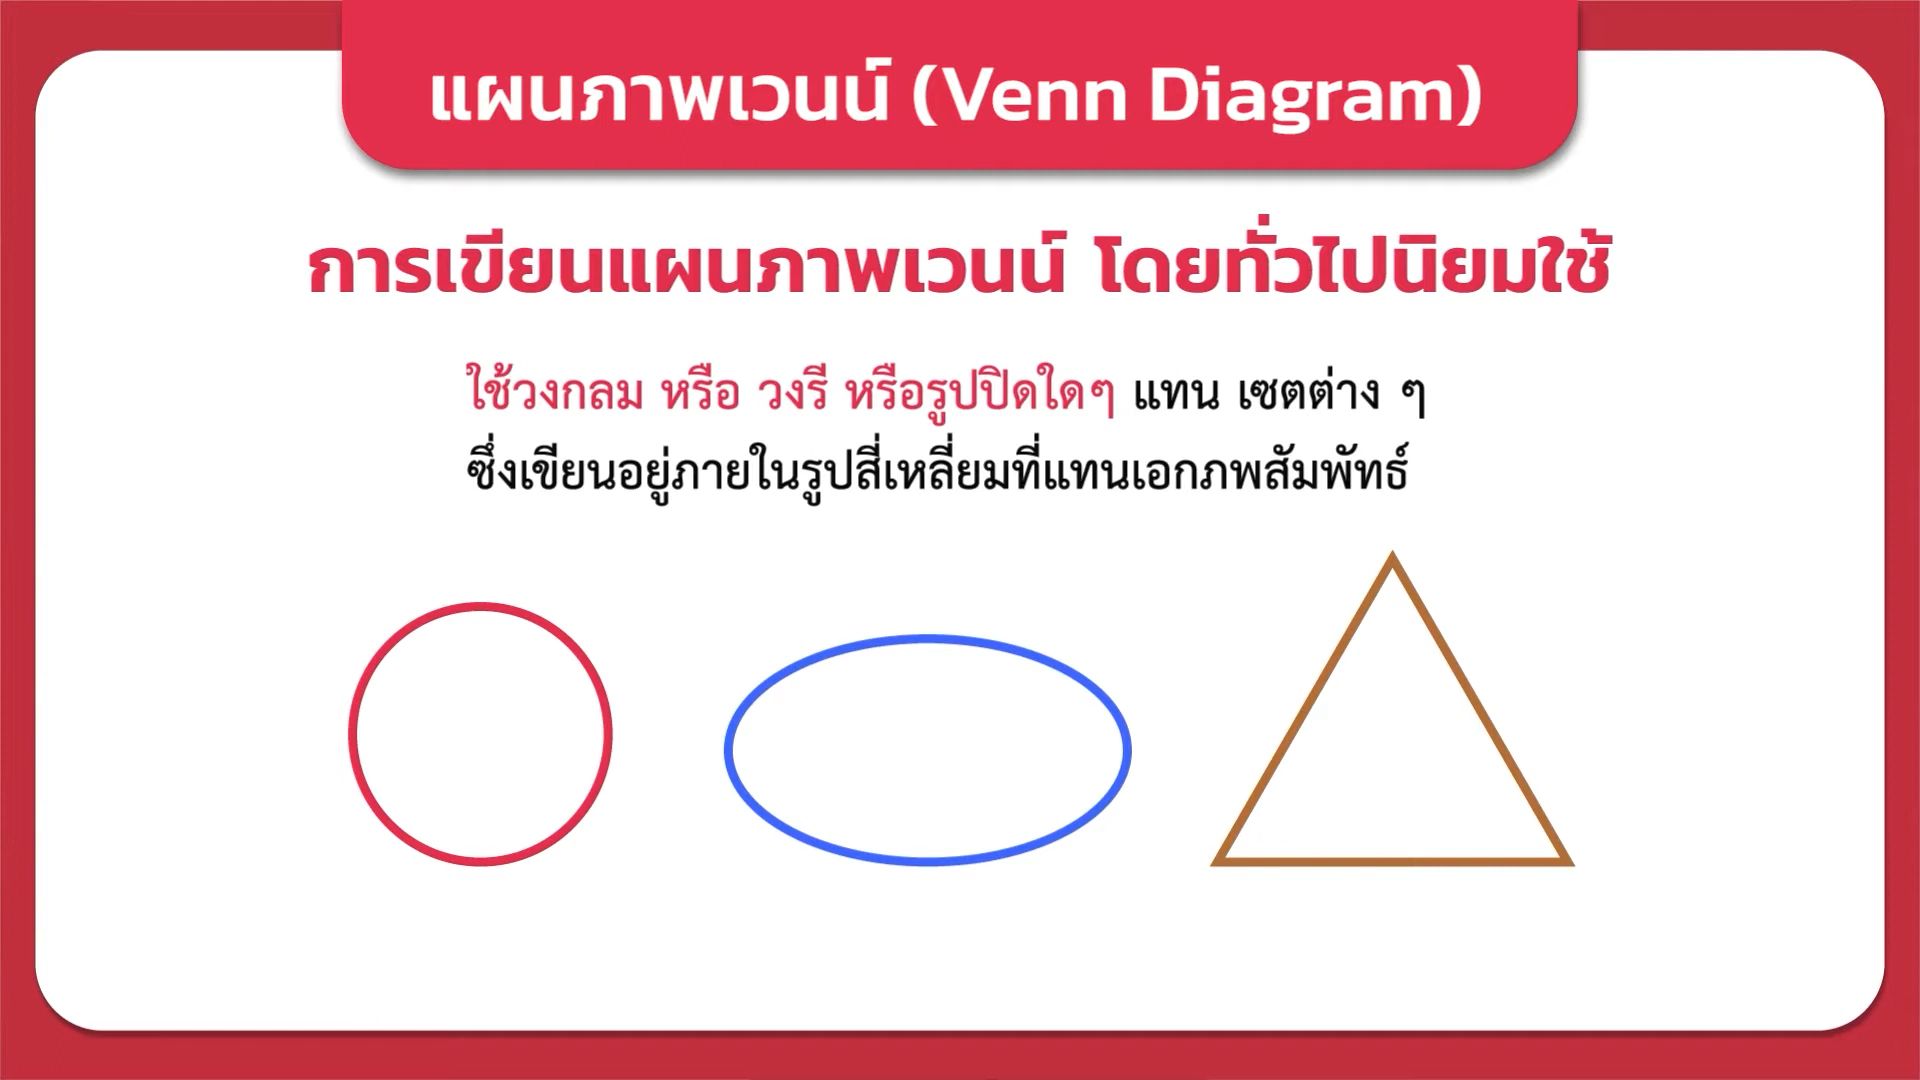 แผนภาพเวนน์ (Venn Diagram)
การเขียนแผนภาพเวนน์ โดยทั่วไปนิยมใช้
ใช้วงกลม หรือ วงรี หรือรูปปิดใดๆ แทน เซตต่าง ๆ
ซึ่งเขียนอยู่ภายในรูปสี่เหลี่ยมที่แทนเอกภพสัมพัทธ์